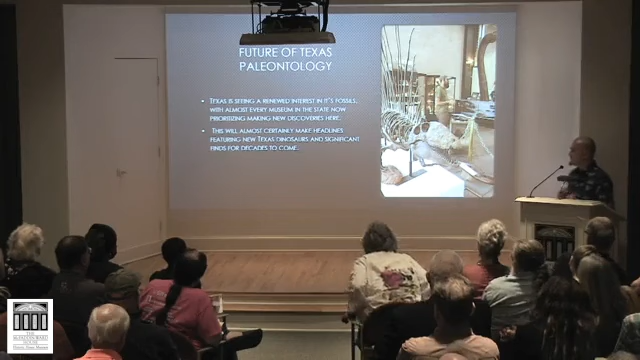 FUTURE OF TEXAS
PALEONTOLOGY
• TEXAS IS SEEING A RENEWED INTEREST IN IT'S FOSSILS,
WITH ALMOST EVERY MUSEUM IN THE STATE NOW
PRIORITIZING MAKING NEW DISCOVERIES HERE.
• THIS WILL ALMOST CERTAINLY MAKE HEADLINES
FEATURING NEW TEXAS DINOSAURS AND SIGNIFICANT
FINDS FOR DECADES TO COME.
THE
HOUSE